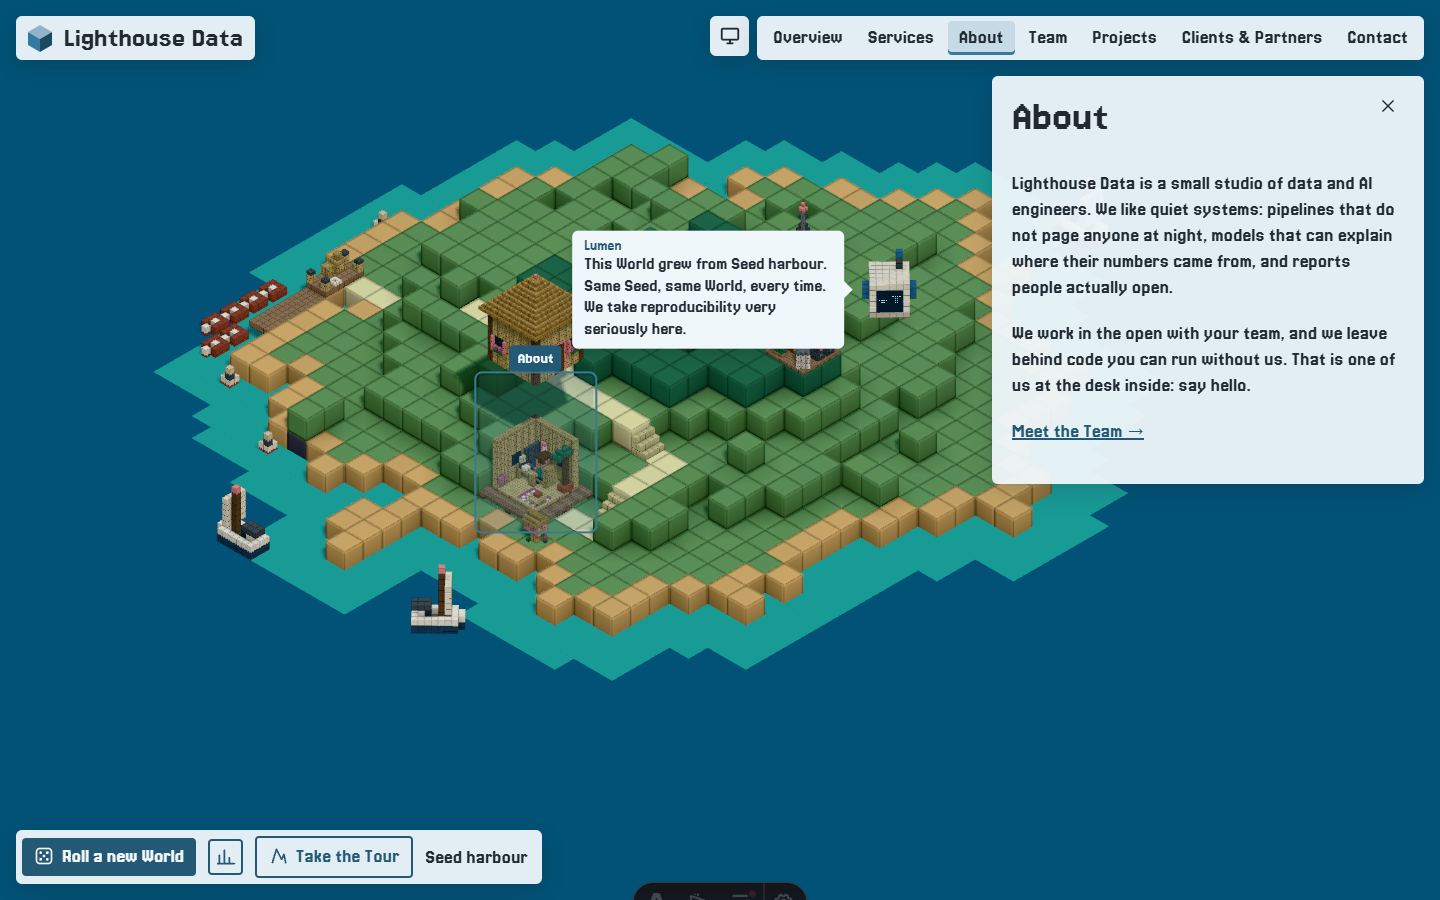 Lighthouse Data
Overview
Services
About
Team
Projects
Clients & Partners
Contact
About
Lighthouse Data is a small studio of data and AI
engineers. We like quiet systems: pipelines that do
not page anyone at night, models that can explain
where their numbers came from, and reports
people actually open.
We work in the open with your team, and we leave
behind code you can run without us. That is one of
us at the desk inside: say hello.
Meet the Team →
Lumen
This World grew from Seed harbour.
Same Seed, same World, every time.
We take reproducibility very
seriously here.
About
Roll a new World
Take the Tour
Seed harbour